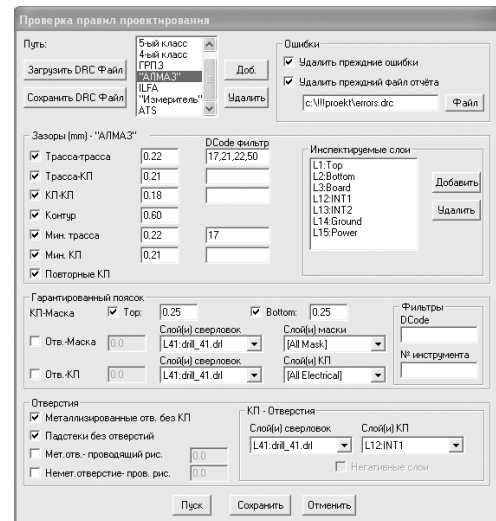 Проверка правил проектирования
Путь:
5-ый класс
4-ый класс
ГРПЗ
"АЛМАЗ"
ILFA
"Измеритель"
ATS
Загрузить DRC Файл
Сохранить DRC Файл
Доб.
Удалить
Ошибки
Удалить прежние ошибки
Удалить прежний файл отчёта
c:\!!!proekt\errors.drc
Файл
Зазоры (mm) - "АЛМАЗ"
DCode фильтр
Трасса-трасса 0.22 17,21,22,50
Трасса-КП 0.21
КП-КП 0.18
Контур 0.60
Мин. трасса 0.22 17
Мин. КП 0.21
Повторные КП
Инспектируемые слои
L1:Top
L2:Bottom
L3:Board
L12:INT1
L13:INT2
L14:Ground
L15:Power
Добавить
Удалить
Гарантированный поясок
КП-Маска Top: 0.25 Bottom: 0.25
Слой(и) сверловок Слой(и) маски
Отв.-Маска 0.0 L41:drill_41.drl [All Mask]
Слой(и) сверловок Слой(и) КП
Отв.-КП 0.0 L41:drill_41.drl [All Electrical]
Фильтры
DCode
№ инструмента
Отверстия
Металлизированные отв. без КП
Падстеки без отверстий
Мет.отв.- проводящий рис. 0.0
Немет.отверстие- пров. рис. 0.0
КП - Отверстия
Слой(и) сверловок Слой(и) КП
L41:drill_41.drl L12:INT1
Негативные слои
Пуск
Сохранить
Отменить